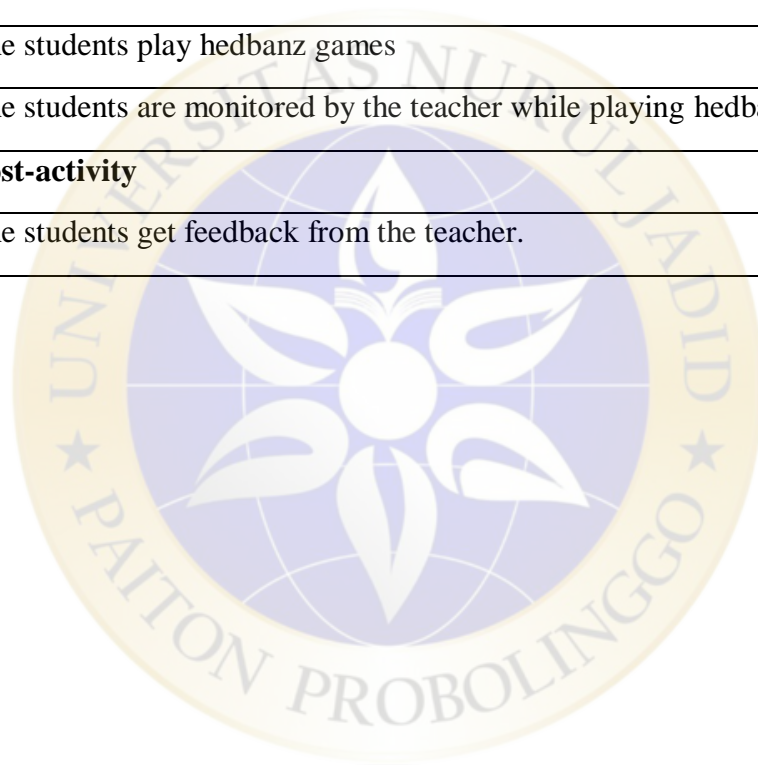 e students play hedbanz games
e students are monitored by the teacher while playing hedb
st-activity
e students get feedback from the teacher.
UNIVERSITAS NURUL JADID
★ PAITON PROBOLINGGO ★